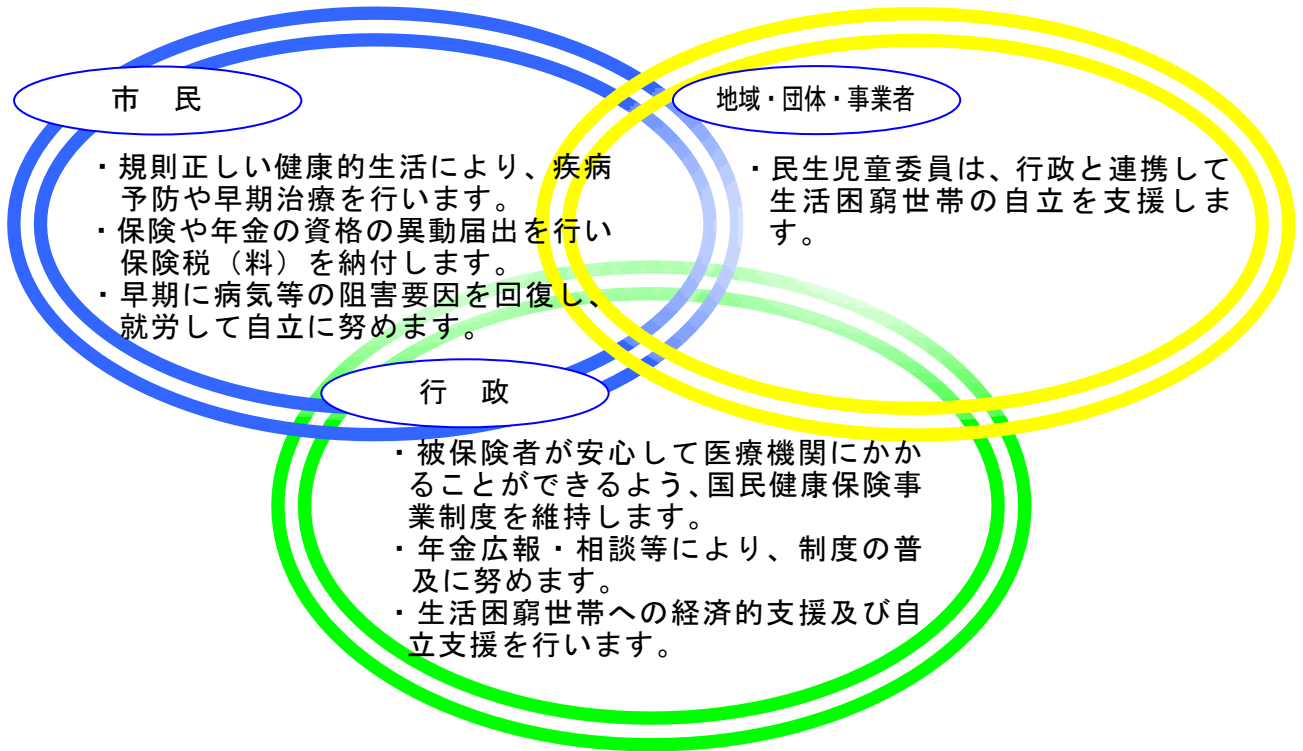 市　民
・規則正しい健康的生活により、疾病
予防や早期治療を行います。
・保険や年金の資格の異動届出を行い
保険税（料）を納付します。
・早期に病気等の阻害要因を回復し、
就労して自立に努めます。
地域・団体・事業者
・民生児童委員は、行政と連携して
生活困窮世帯の自立を支援しま
す。
行　政
・被保険者が安心して医療機関にかか
ることができるよう、国民健康保険事
業制度を維持します。
・年金広報・相談等により、制度の普
及に努めます。
・生活困窮世帯への経済的支援及び自
立支援を行います。